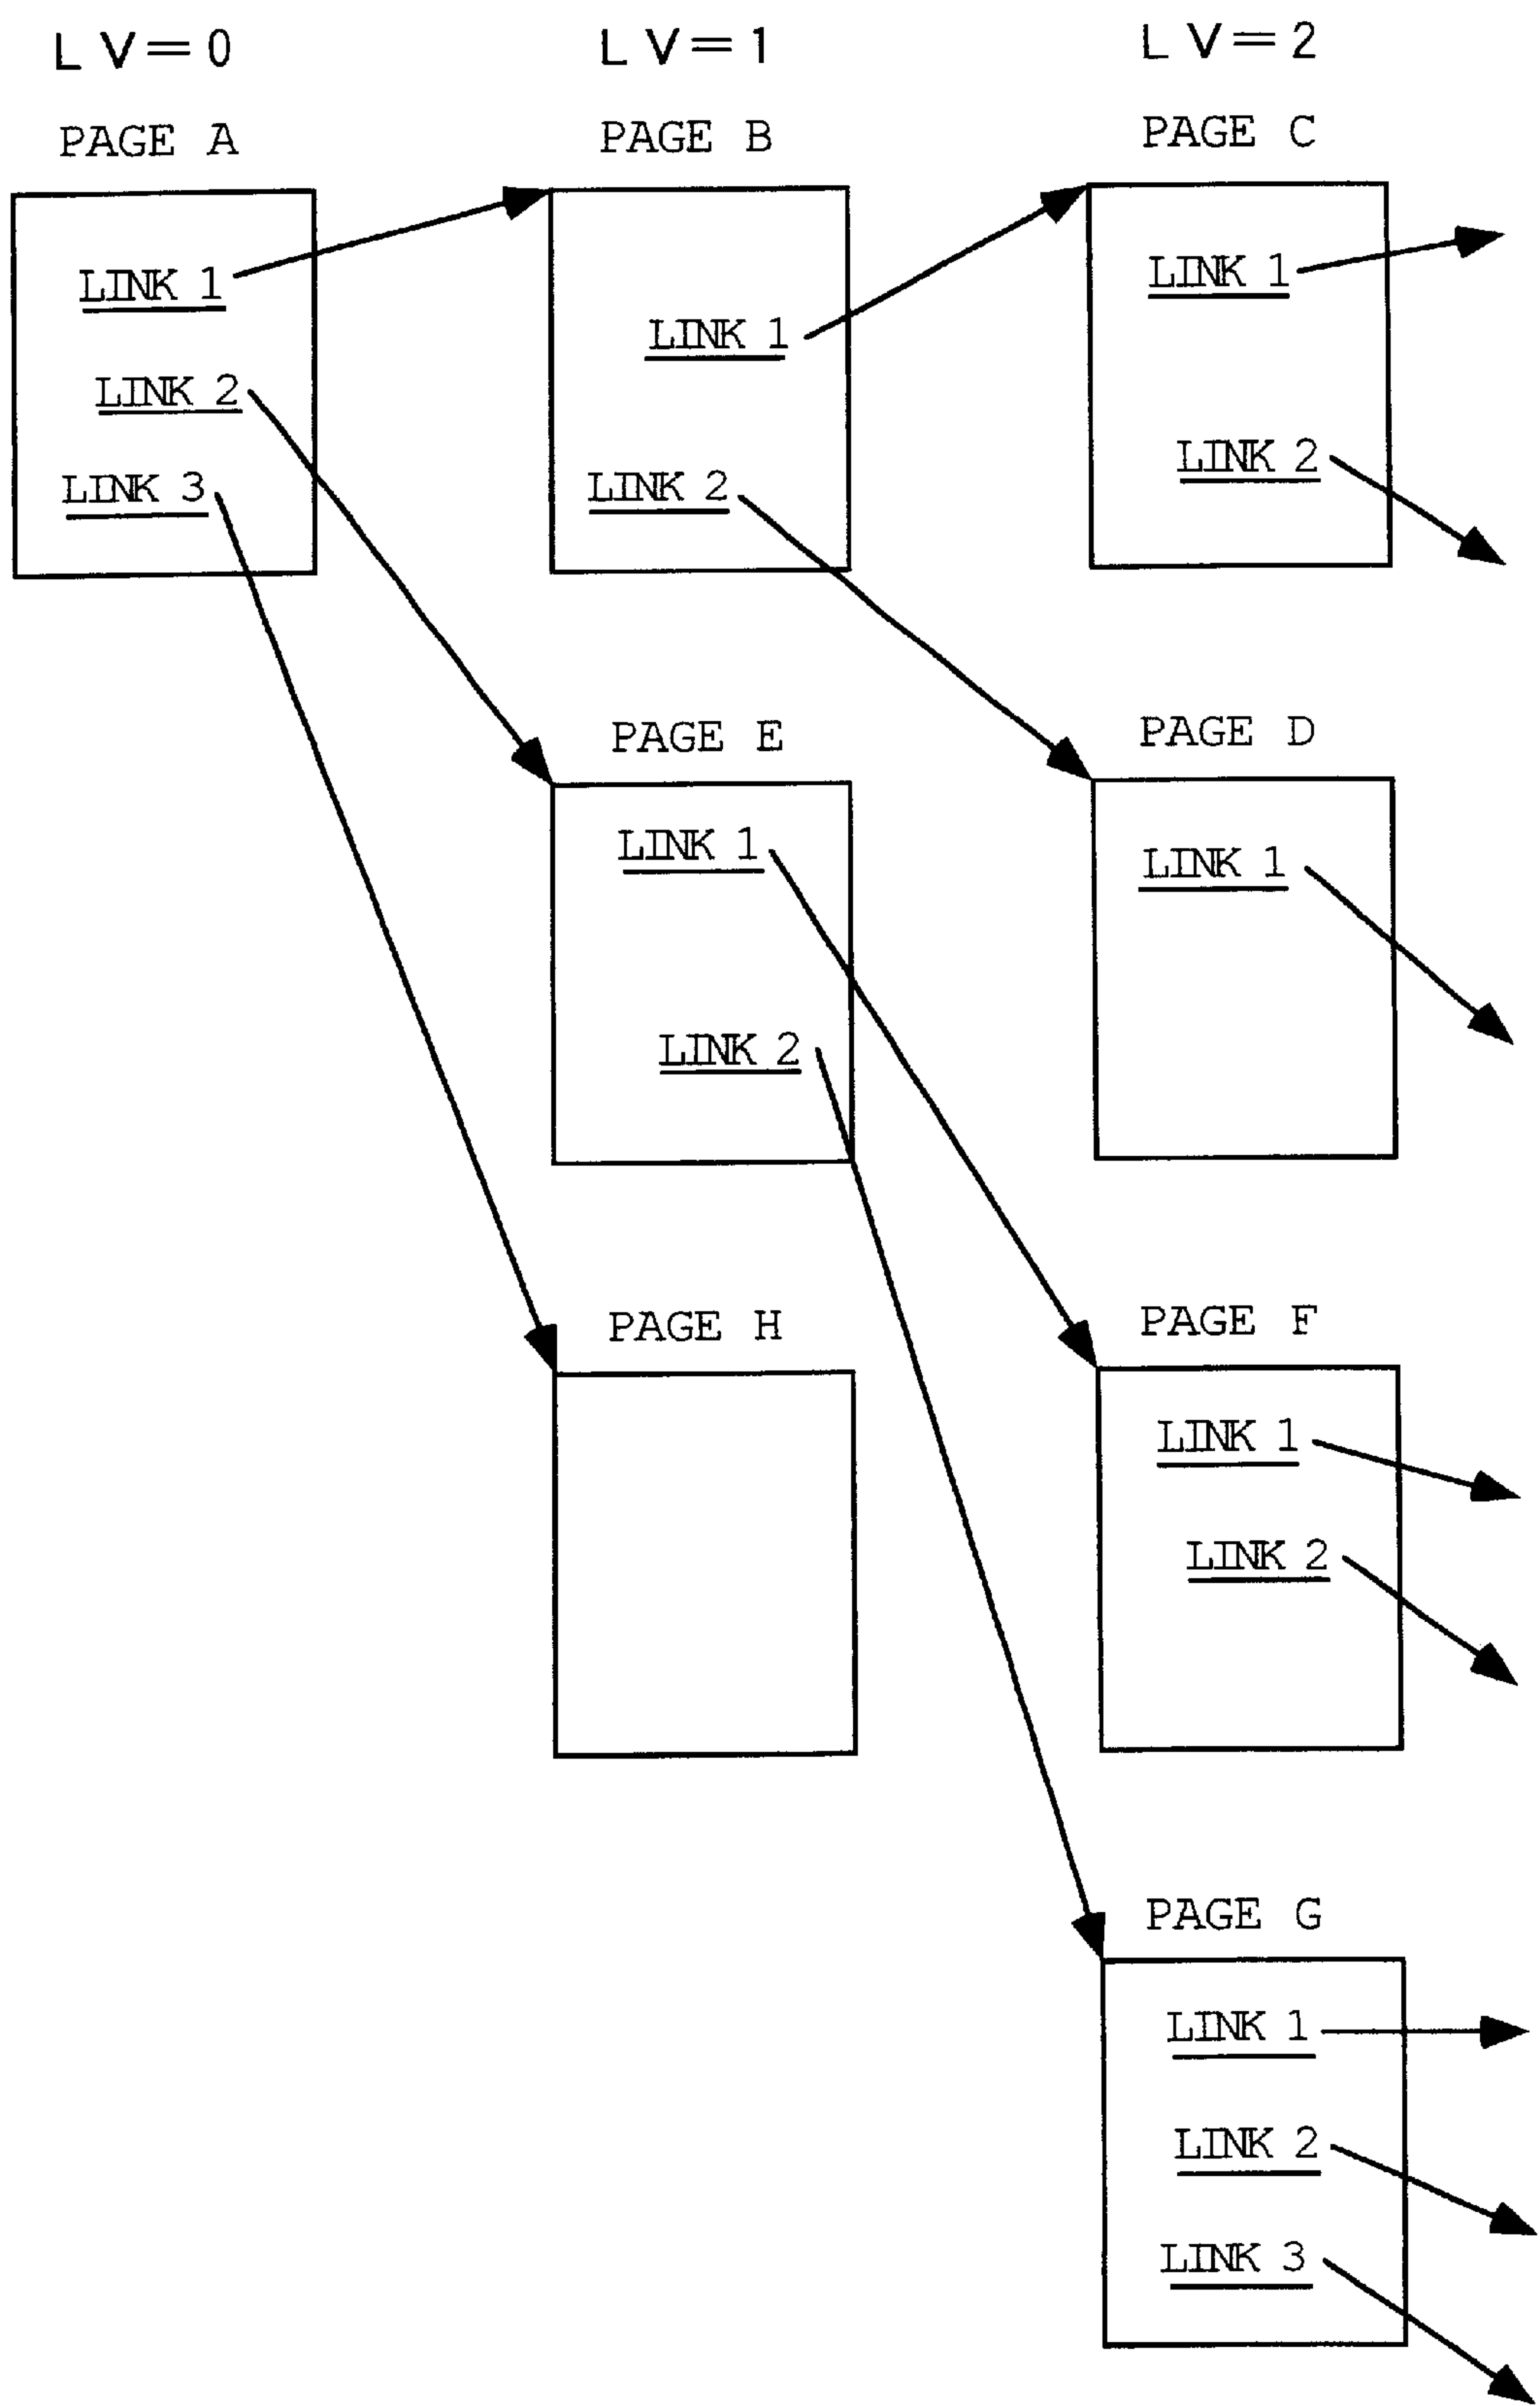 LV=0
PAGE A
LINK 1
LINK 2
LINK 3
LV=1
PAGE B
LINK 1
LINK 2
PAGE E
LINK 1
LINK 2
PAGE H
LV=2
PAGE C
LINK 1
LINK 2
PAGE D
LINK 1
PAGE F
LINK 1
LINK 2
PAGE G
LINK 1
LINK 2
LINK 3